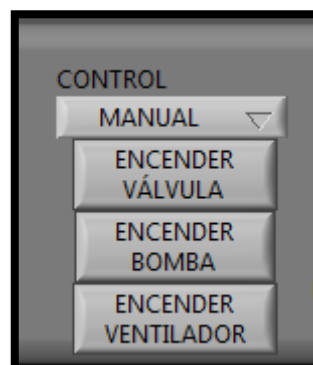 CONTROL
MANUAL
ENCENDER
VÁLVULA
ENCENDER
BOMBA
ENCENDER
VENTILADOR